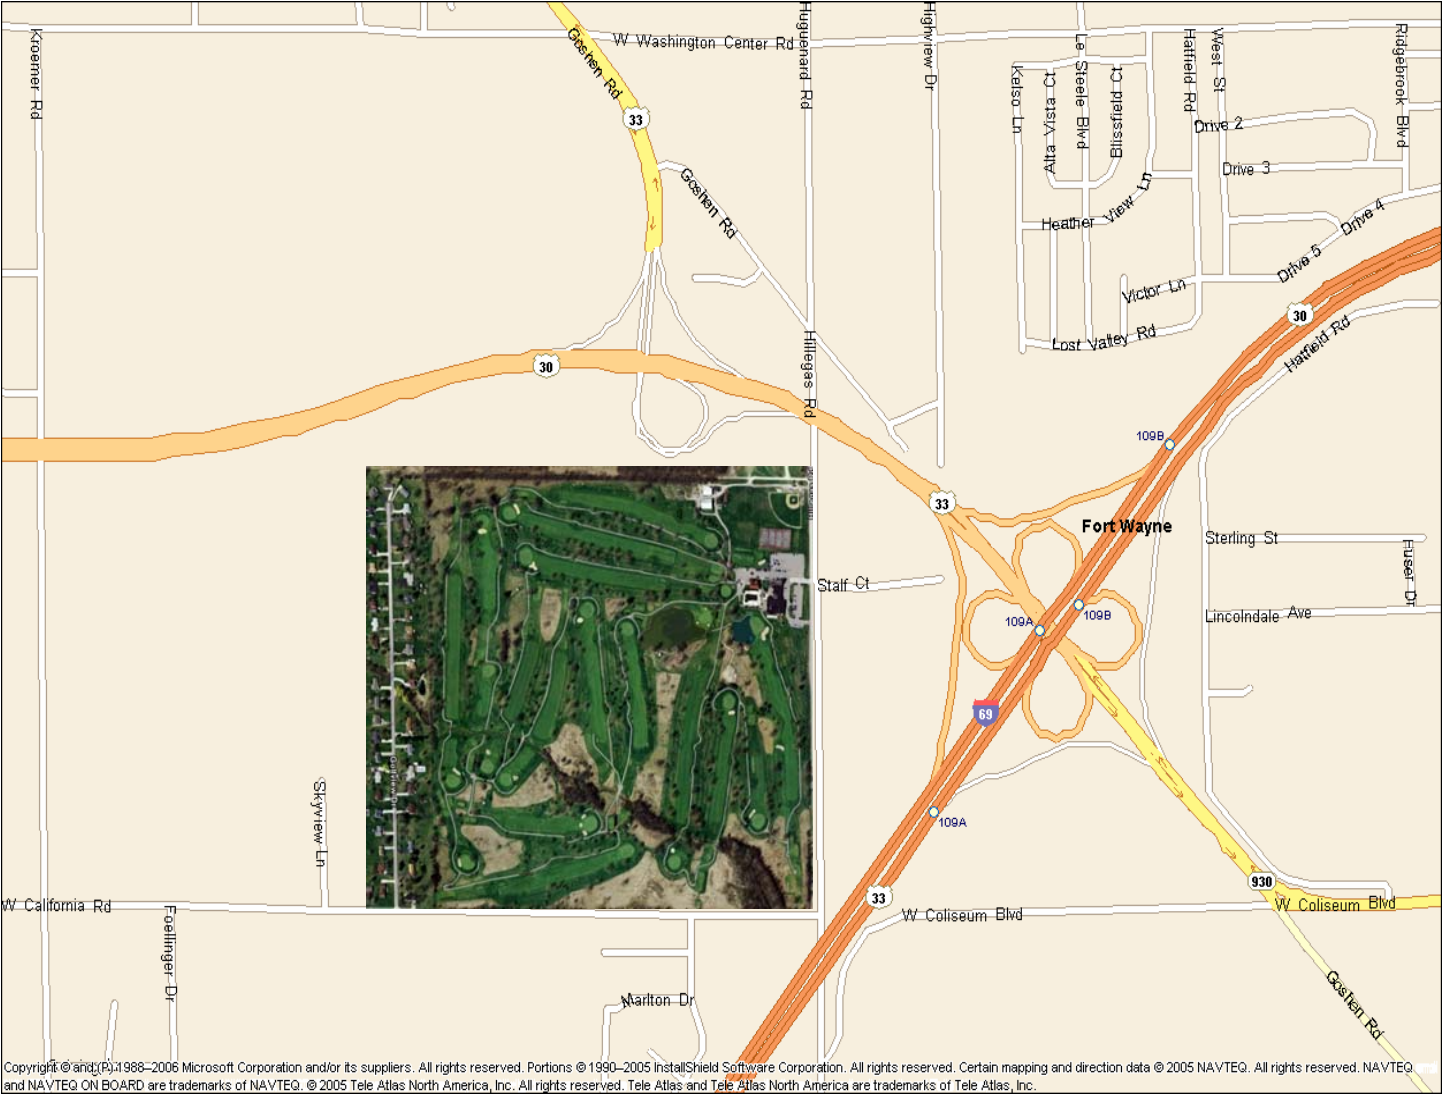 W Washington Center Rd
Kroemer Rd
Goshen Rd
33
Huguenard Rd
Highview Dr
Le Steele Blvd
Hatfield Rd
West St
Ridgebrook Blvd
Kelso Ln
Alta Vista Ct
Blissfield Ct
Drive 2
Drive 3
Goshen Rd
Heather View Ln
Drive 4
Drive 5
Victor Ln
30
Hatfield Rd
Lost Valley Rd
Hillegas Rd
30
109B
33
Fort Wayne
Sterling St
Huser Dr
Stalf Ct
109B
Lincolndale Ave
109A
69
Skyview Ln
109A
930
33
W California Rd
W Coliseum Blvd
W Coliseum Blvd
Foellinger Dr
Marlton Dr
Goshen Rd
Copyright © and (P) 1988–2006 Microsoft Corporation and/or its suppliers. All rights reserved. Portions © 1990–2005 InstallShield Software Corporation. All rights reserved. Certain mapping and direction data © 2005 NAVTEQ. All rights reserved. NAVTEQ
and NAVTEQ ON BOARD are trademarks of NAVTEQ. © 2005 Tele Atlas North America, Inc. All rights reserved. Tele Atlas and Tele Atlas North America are trademarks of Tele Atlas, Inc.